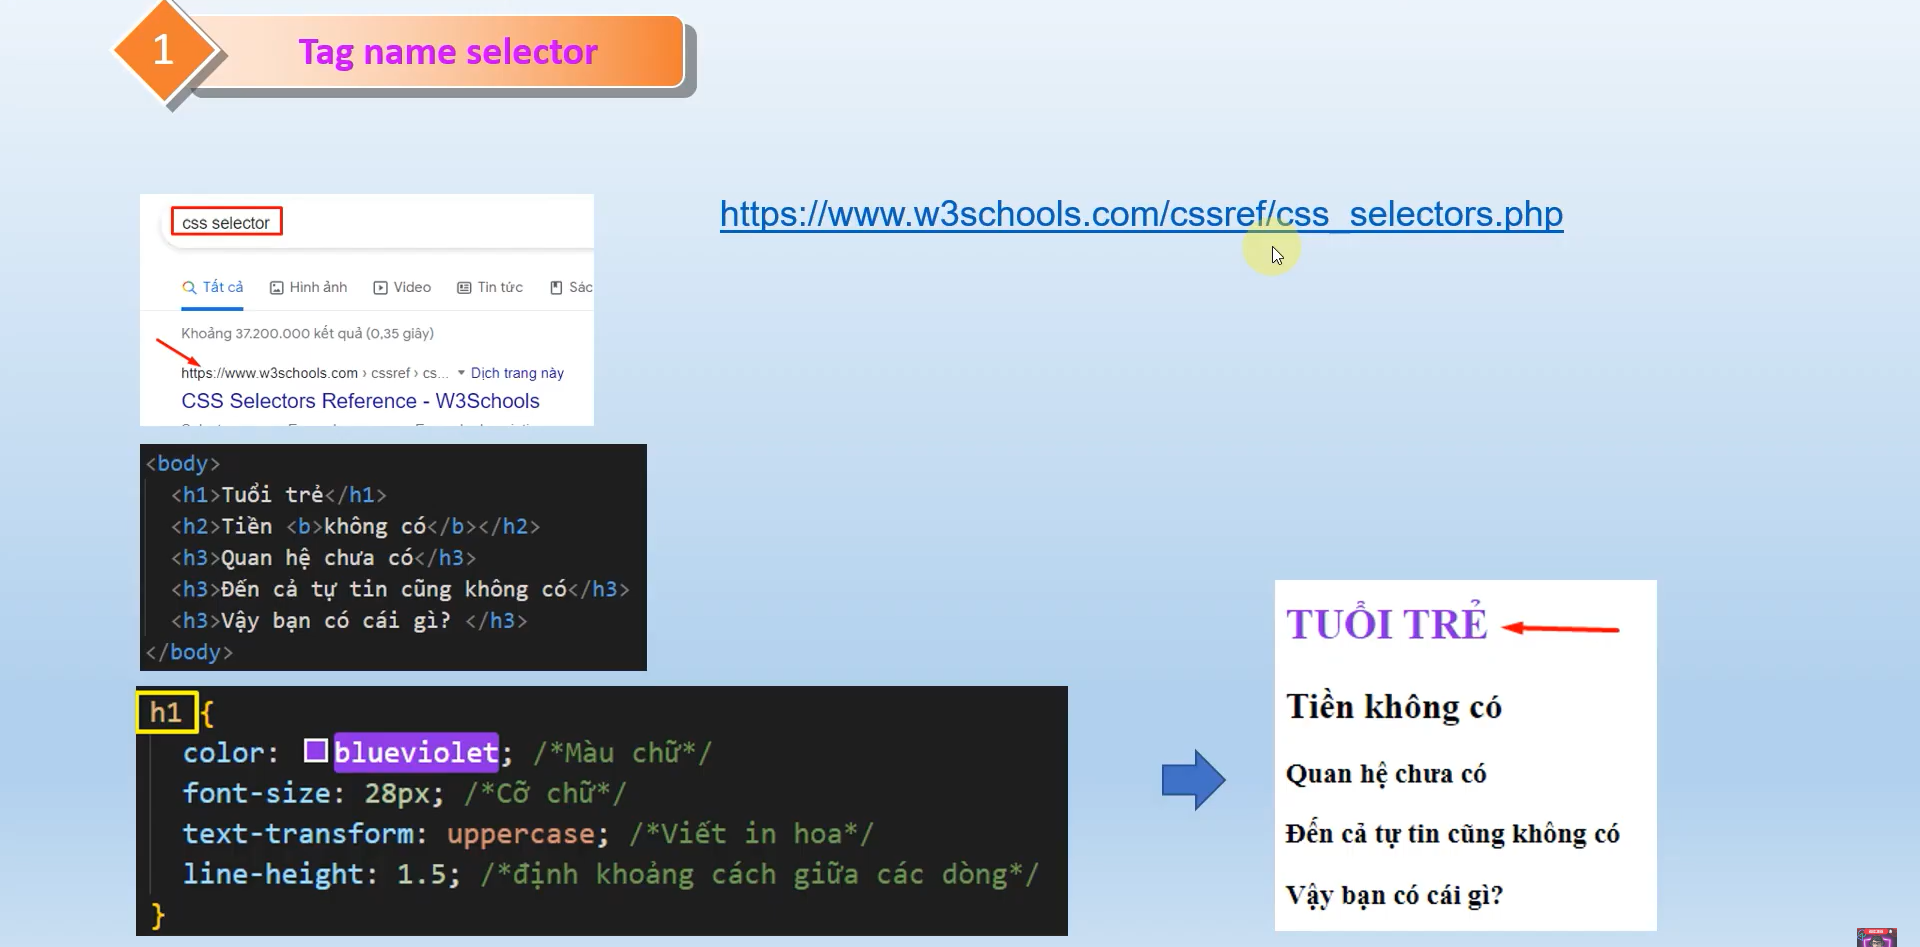 1
Tag name selector
css selector
Tất cả Hình ảnh Video Tin tức Sác
Khoảng 37.200.000 kết quả (0,35 giây)
https://www.w3schools.com › cssref › cs... Dịch trang này
CSS Selectors Reference - W3Schools
https://www.w3schools.com/cssref/css_selectors.php
<body>
<h1>Tuổi trẻ</h1>
<h2>Tiền <b>không có</b></h2>
<h3>Quan hệ chưa có</h3>
<h3>Đến cả tự tin cũng không có</h3>
<h3>Vậy bạn có cái gì? </h3>
</body>
h1{
color: blueviolet; /*Màu chữ*/
font-size: 28px; /*Cỡ chữ*/
text-transform: uppercase; /*Viết in hoa*/
line-height: 1.5; /*định khoảng cách giữa các dòng*/
}
TUỔI TRẺ
Tiền không có
Quan hệ chưa có
Đến cả tự tin cũng không có
Vậy bạn có cái gì?